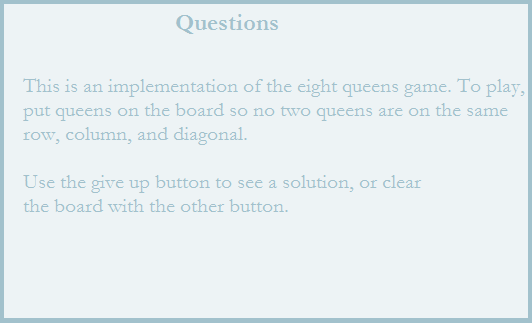 Questions
This is an implementation of the eight queens game. To play,
put queens on the board so no two queens are on the same
row, column, and diagonal.
Use the give up button to see a solution, or clear
the board with the other button.